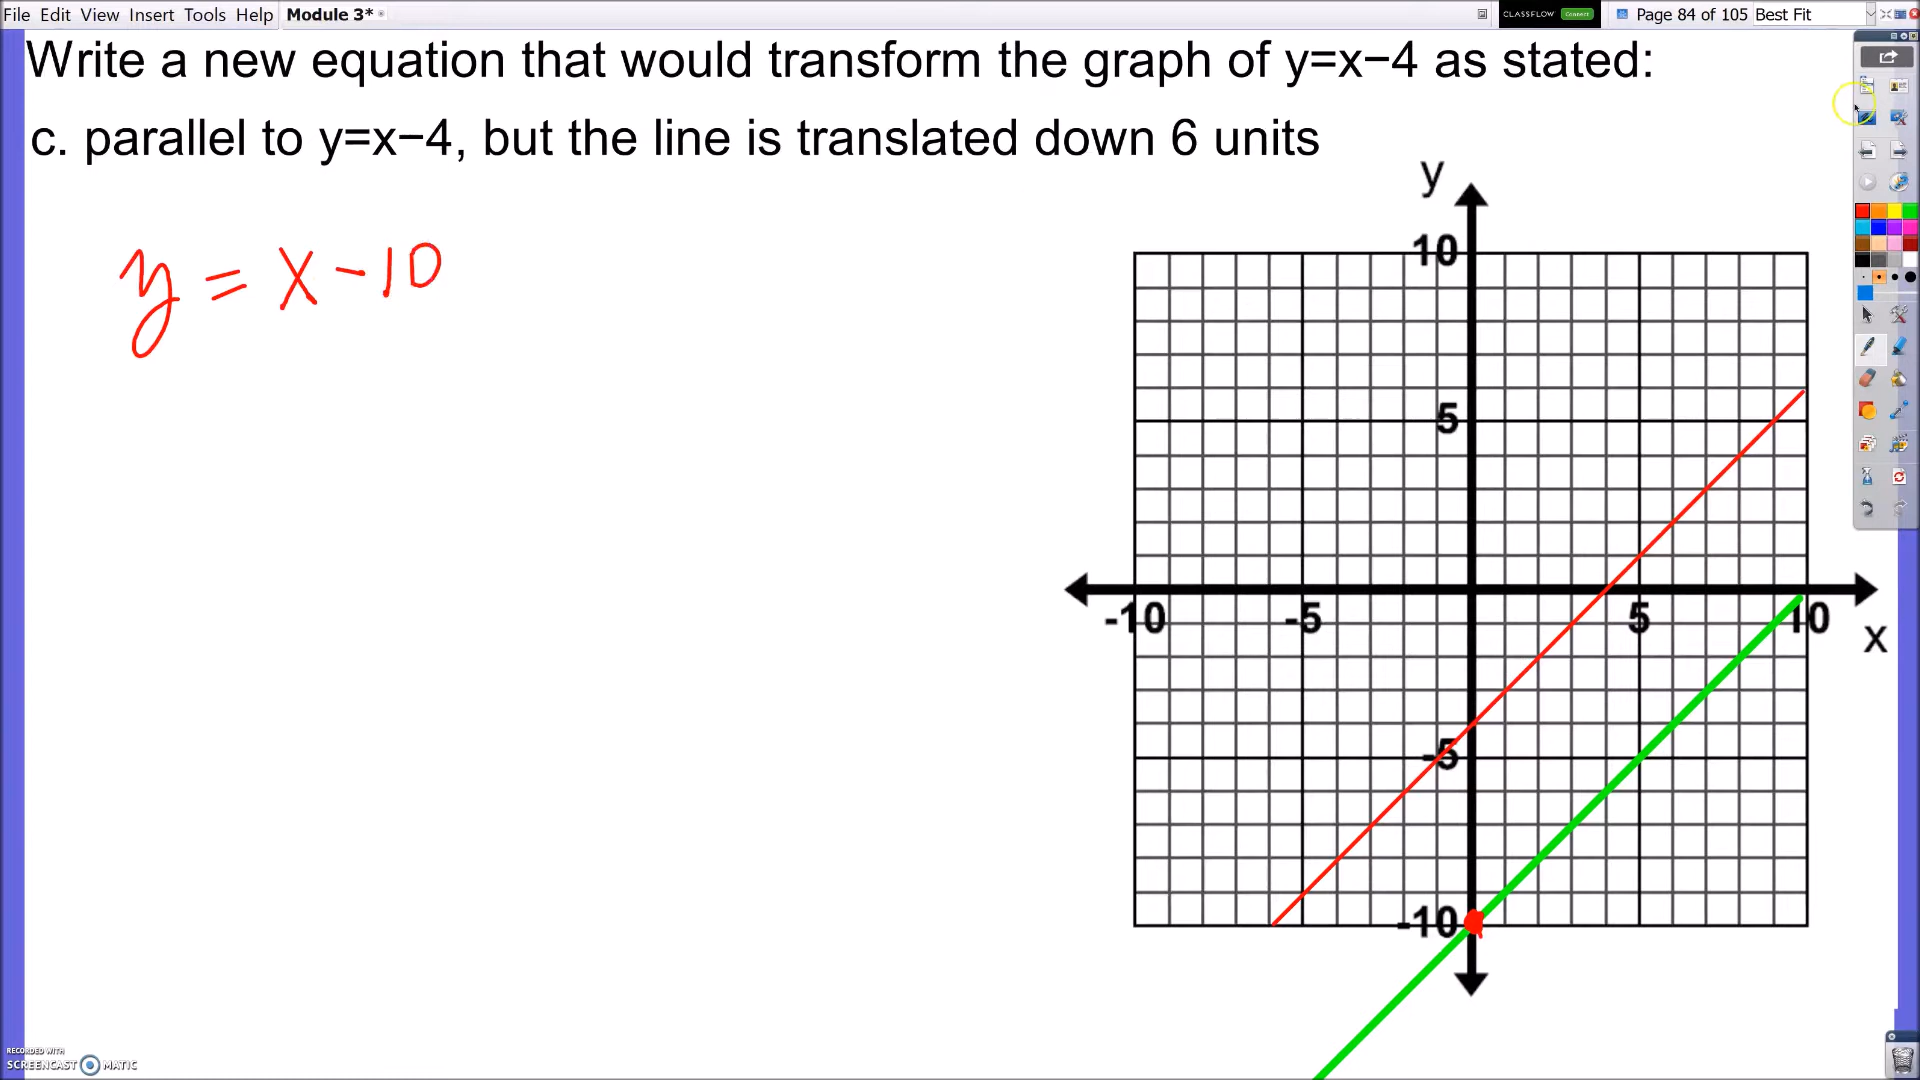 File Edit View Insert Tools Help Module 3* CLASSFLOW Connect Page 84 of 105 Best Fit
Write a new equation that would transform the graph of y=x−4 as stated:
c. parallel to y=x−4, but the line is translated down 6 units
y
y = x - 10
10
5
-10 -5 5 10
x
-5
-10
RECORDED WITH
SCREENCAST MATIC